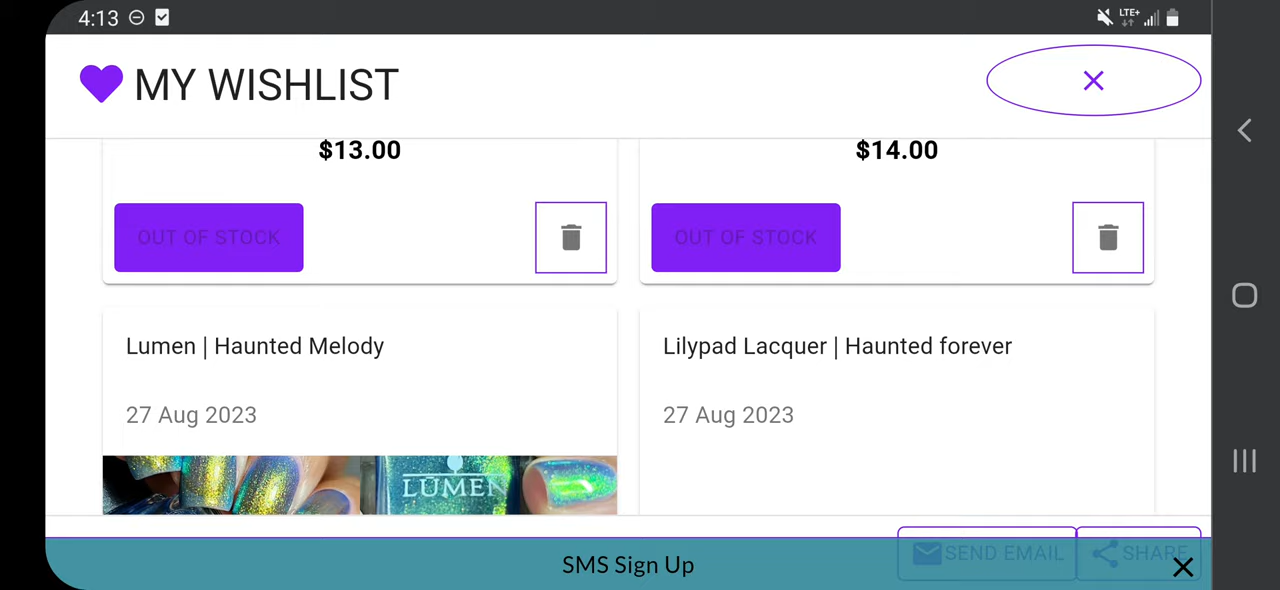 4:13
LTE+
MY WISHLIST
$13.00
$14.00
OUT OF STOCK
OUT OF STOCK
Lumen | Haunted Melody
Lilypad Lacquer | Haunted forever
27 Aug 2023
27 Aug 2023
LUMEN
SEND EMAIL
SHARE
SMS Sign Up